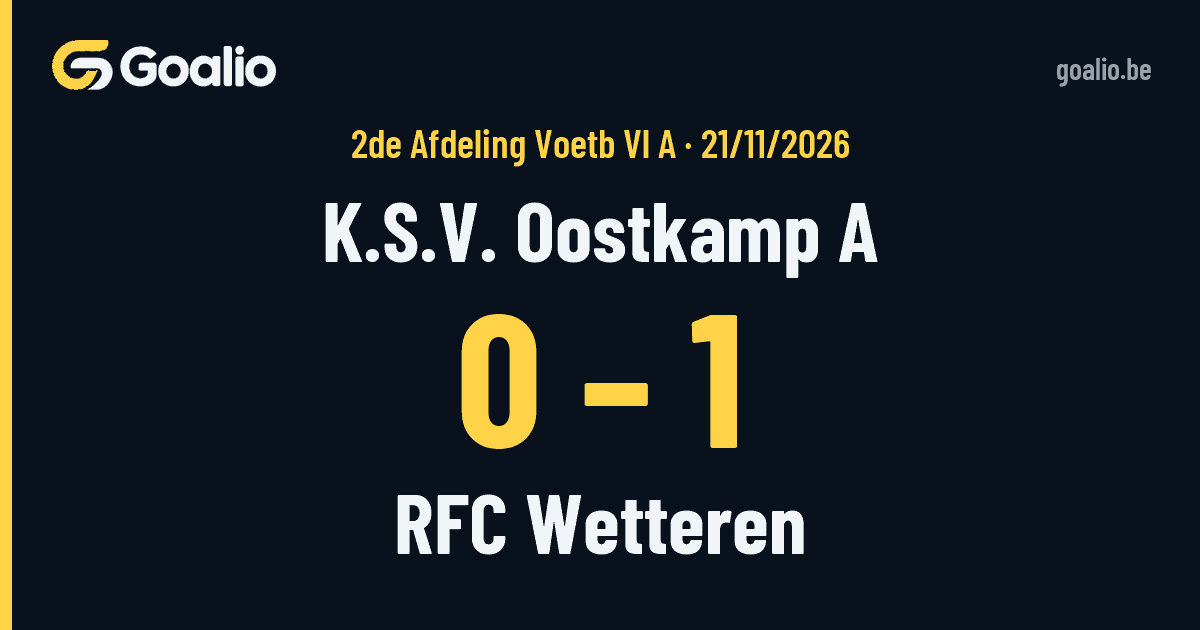 Goalio
goalio.be
2de Afdeling Voetb Vl A · 21/11/2026
K.S.V. Oostkamp A
0 – 1
RFC Wetteren